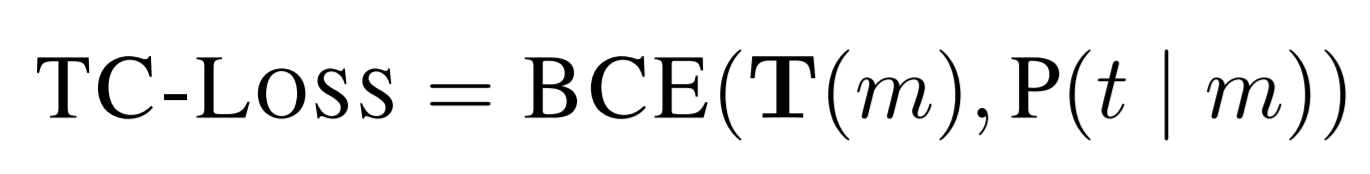 TC-LOSS = BCE(T(m), P(t | m))